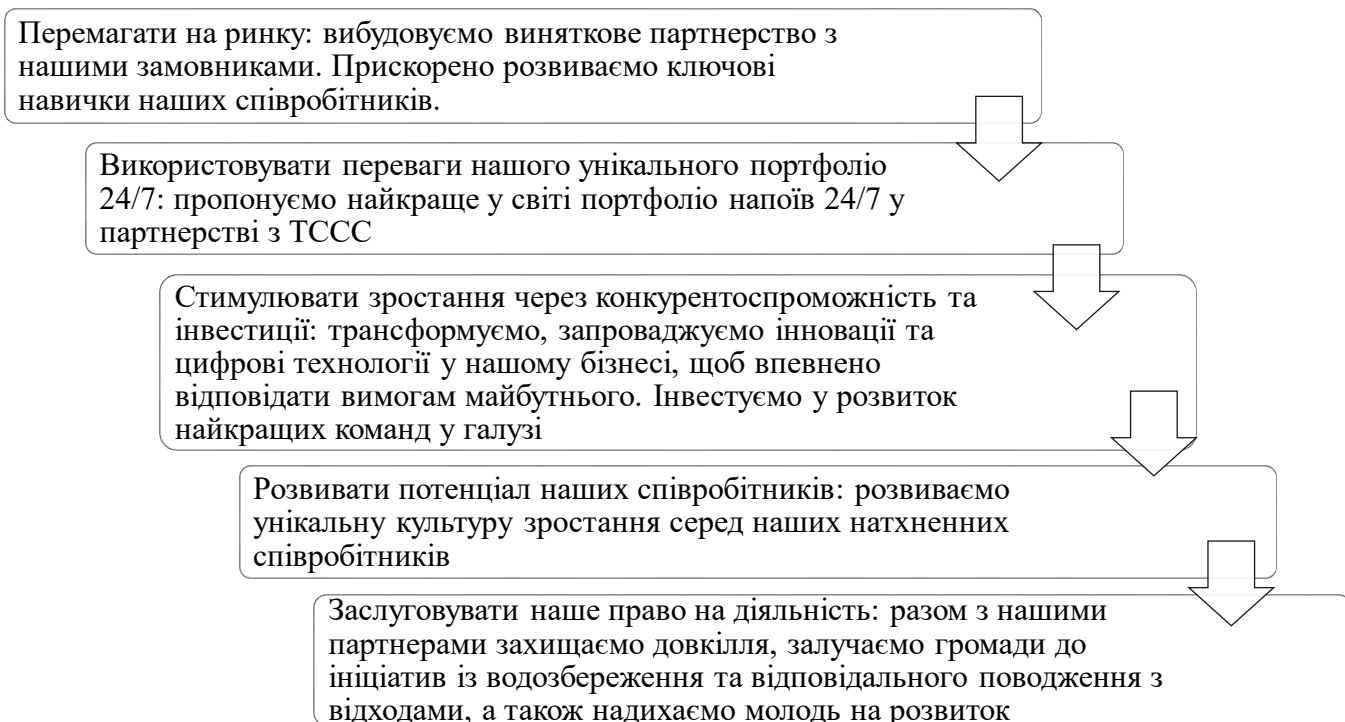 Перемагати на ринку: вибудовуємо виняткове партнерство з
нашими замовниками. Прискорено розвиваємо ключові
навички наших співробітників.
Використовувати переваги нашого унікального портфоліо
24/7: пропонуємо найкраще у світі портфоліо напоїв 24/7 у
партнерстві з ТССС
Стимулювати зростання через конкурентоспроможність та
інвестиції: трансформуємо, запроваджуємо інновації та
цифрові технології у нашому бізнесі, щоб впевнено
відповідати вимогам майбутнього. Інвестуємо у розвиток
найкращих команд у галузі
Розвивати потенціал наших співробітників: розвиваємо
унікальну культуру зростання серед наших натхненних
співробітників
Заслуговувати наше право на діяльність: разом з нашими
партнерами захищаємо довкілля, залучаємо громади до
ініціатив із водозбереження та відповідального поводження з
відходами, а також надихаємо молодь на розвиток